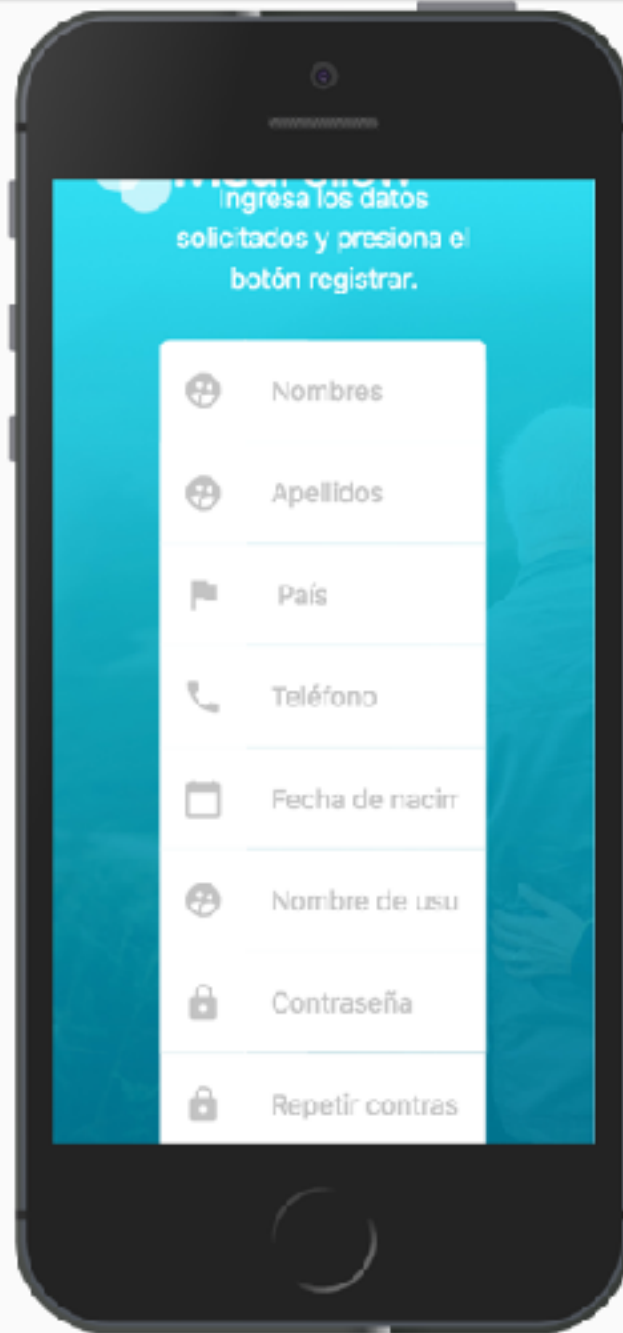 Ingresa los datos
solicitados y presiona el
botón registrar.
Nombres
Apellidos
País
Teléfono
Fecha de nacim
Nombre de usu
Contraseña
Repetir contras